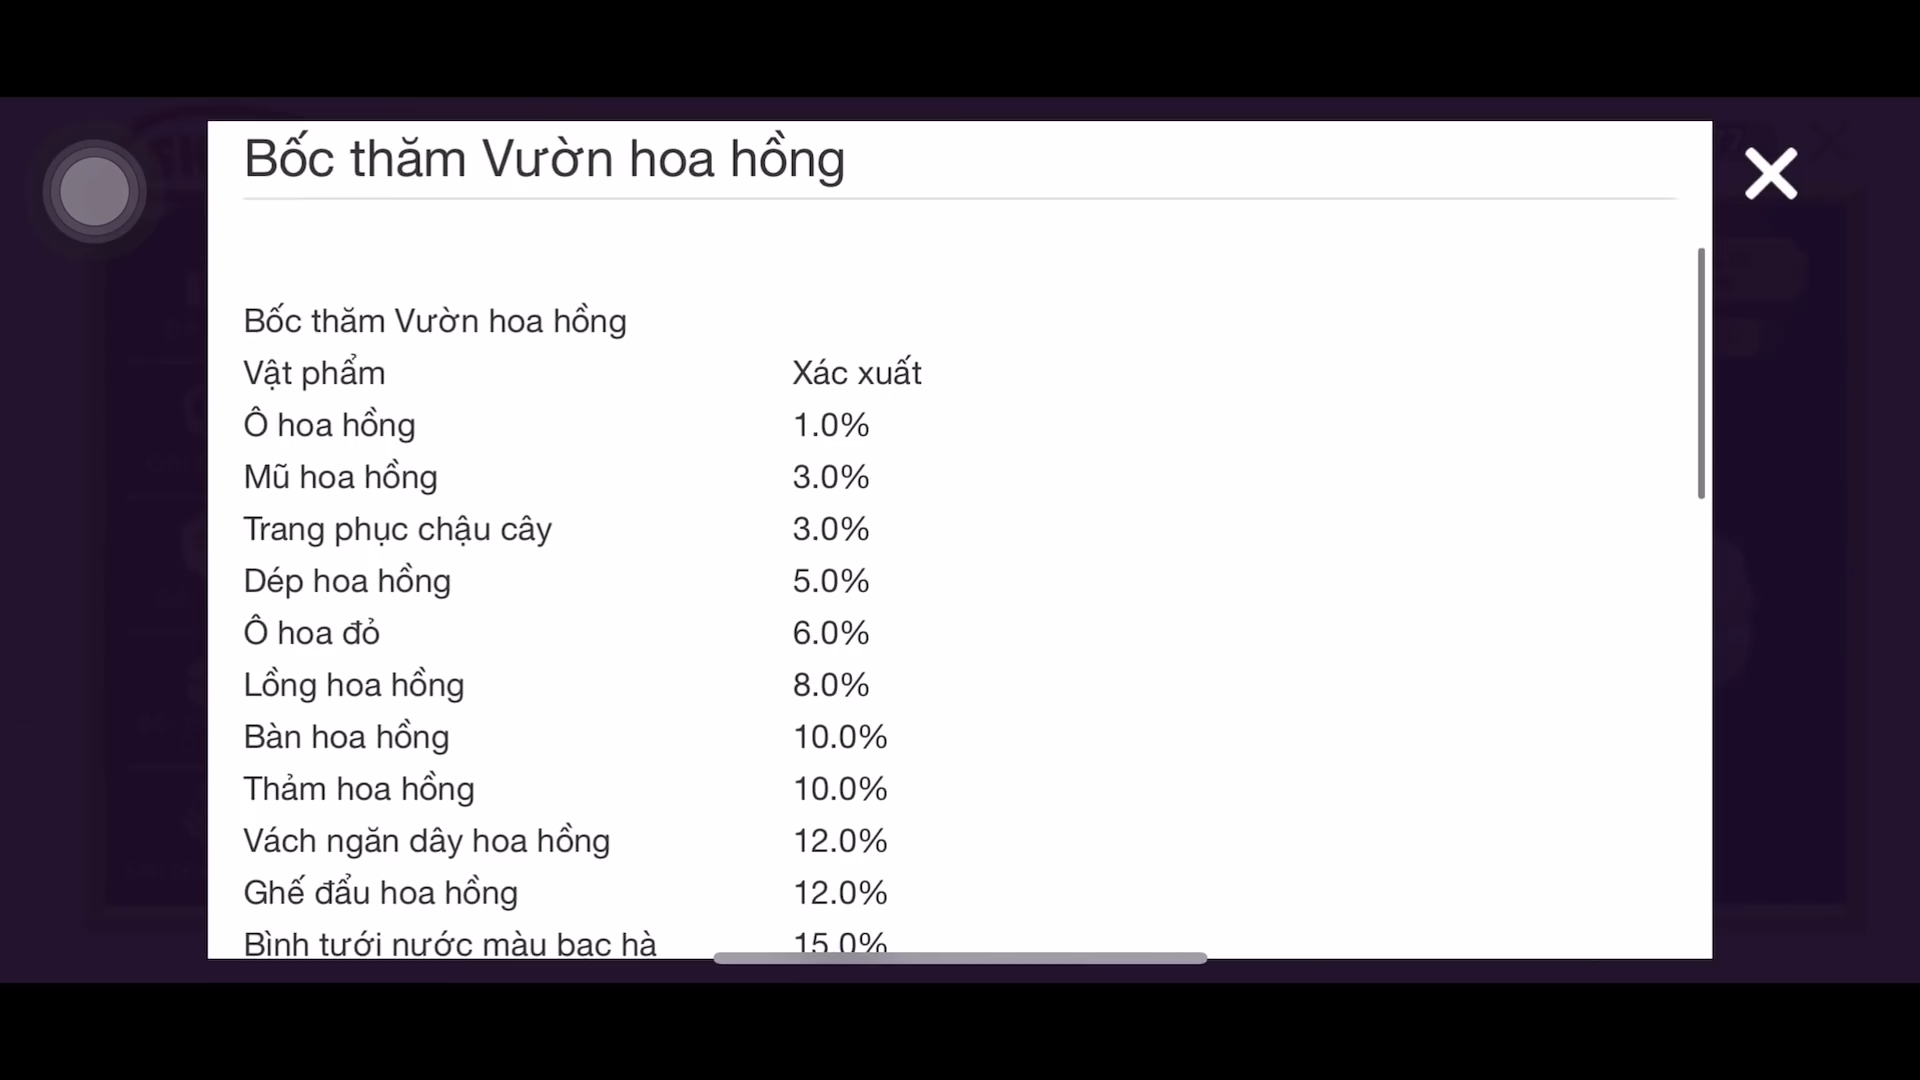 Bốc thăm Vườn hoa hồng
Bốc thăm Vườn hoa hồng
Vật phẩm Xác xuất
Ô hoa hồng 1.0%
Mũ hoa hồng 3.0%
Trang phục chậu cây 3.0%
Dép hoa hồng 5.0%
Ô hoa đỏ 6.0%
Lồng hoa hồng 8.0%
Bàn hoa hồng 10.0%
Thảm hoa hồng 10.0%
Vách ngăn dây hoa hồng 12.0%
Ghế đẩu hoa hồng 12.0%
Bình tưới nước màu bạc hà 15.0%